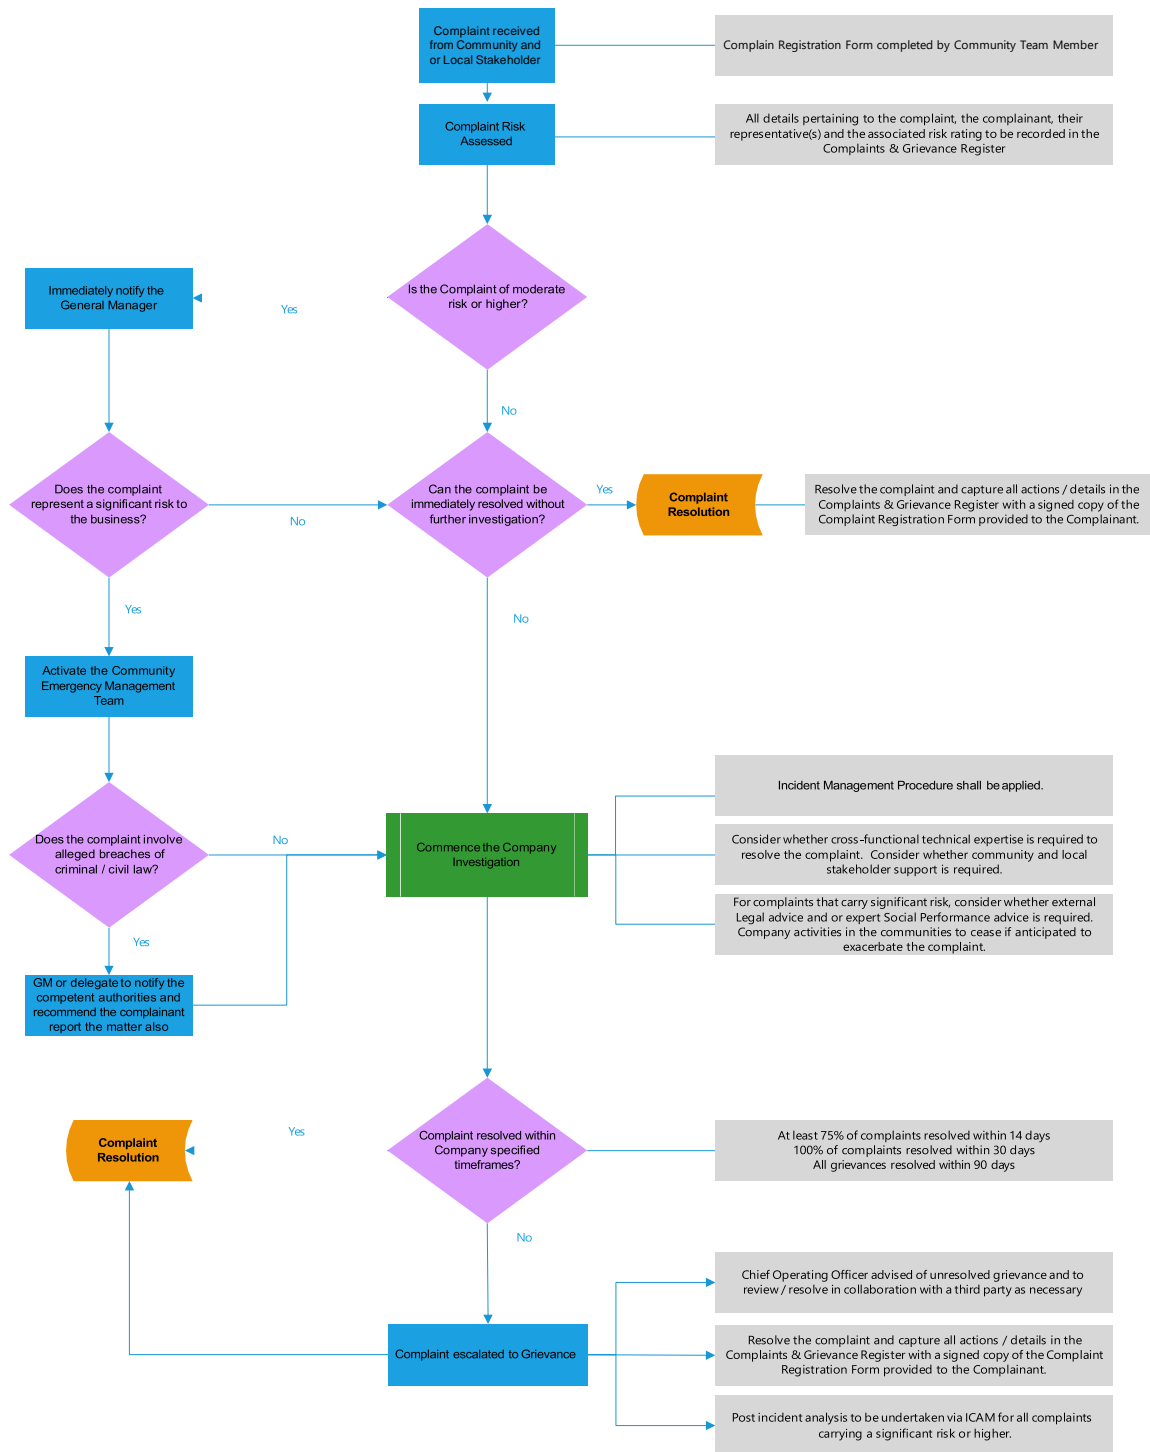 Complaint received
from Community and
or Local Stakeholder
Complain Registration Form completed by Community Team Member
Complaint Risk
Assessed
All details pertaining to the complaint, the complainant, their
representative(s) and the associated risk rating to be recorded in the
Complaints & Grievance Register
Immediately notify the
General Manager
Yes
Is the Complaint of moderate
risk or higher?
No
Does the complaint
represent a significant risk to
the business?
No
Can the complaint be
immediately resolved without
further investigation?
Yes
Complaint
Resolution
Resolve the complaint and capture all actions / details in the
Complaints & Grievance Register with a signed copy of the
Complaint Registration Form provided to the Complainant.
Yes
No
Activate the Community
Emergency Management
Team
Does the complaint involve
alleged breaches of
criminal / civil law?
No
Commence the Company
Investigation
Incident Management Procedure shall be applied.
Consider whether cross-functional technical expertise is required to
resolve the complaint. Consider whether community and local
stakeholder support is required.
For complaints that carry significant risk, consider whether external
Legal advice and or expert Social Performance advice is required.
Company activities in the communities to cease if anticipated to
exacerbate the complaint.
Yes
GM or delegate to notify the
competent authorities and
recommend the complainant
report the matter also
Complaint
Resolution
Yes
Complaint resolved within
Company specified
timeframes?
At least 75% of complaints resolved within 14 days
100% of complaints resolved within 30 days
All grievances resolved within 90 days
No
Chief Operating Officer advised of unresolved grievance and to
review / resolve in collaboration with a third party as necessary
Complaint escalated to Grievance
Resolve the complaint and capture all actions / details in the
Complaints & Grievance Register with a signed copy of the Complaint
Registration Form provided to the Complainant.
Post incident analysis to be undertaken via ICAM for all complaints
carrying a significant risk or higher.